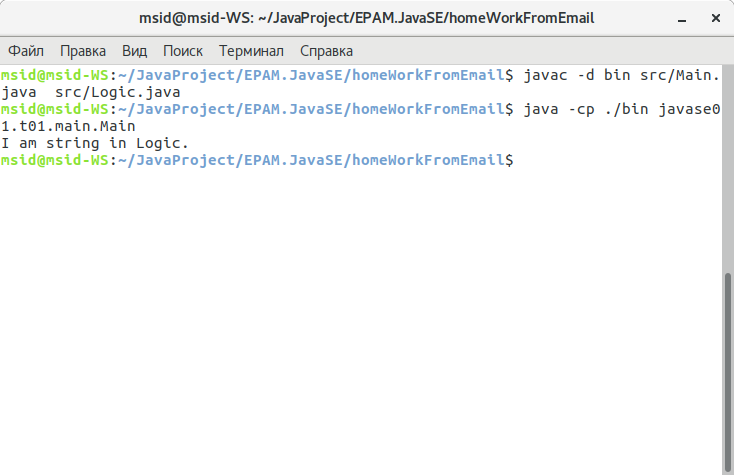 msid@msid-WS: ~/JavaProject/EPAM.JavaSE/homeWorkFromEmail
Файл Правка Вид Поиск Терминал Справка
msid@msid-WS:~/JavaProject/EPAM.JavaSE/homeWorkFromEmail$ javac -d bin src/Main.
java  src/Logic.java
msid@msid-WS:~/JavaProject/EPAM.JavaSE/homeWorkFromEmail$ java -cp ./bin javase0
1.t01.main.Main
I am string in Logic.
msid@msid-WS:~/JavaProject/EPAM.JavaSE/homeWorkFromEmail$